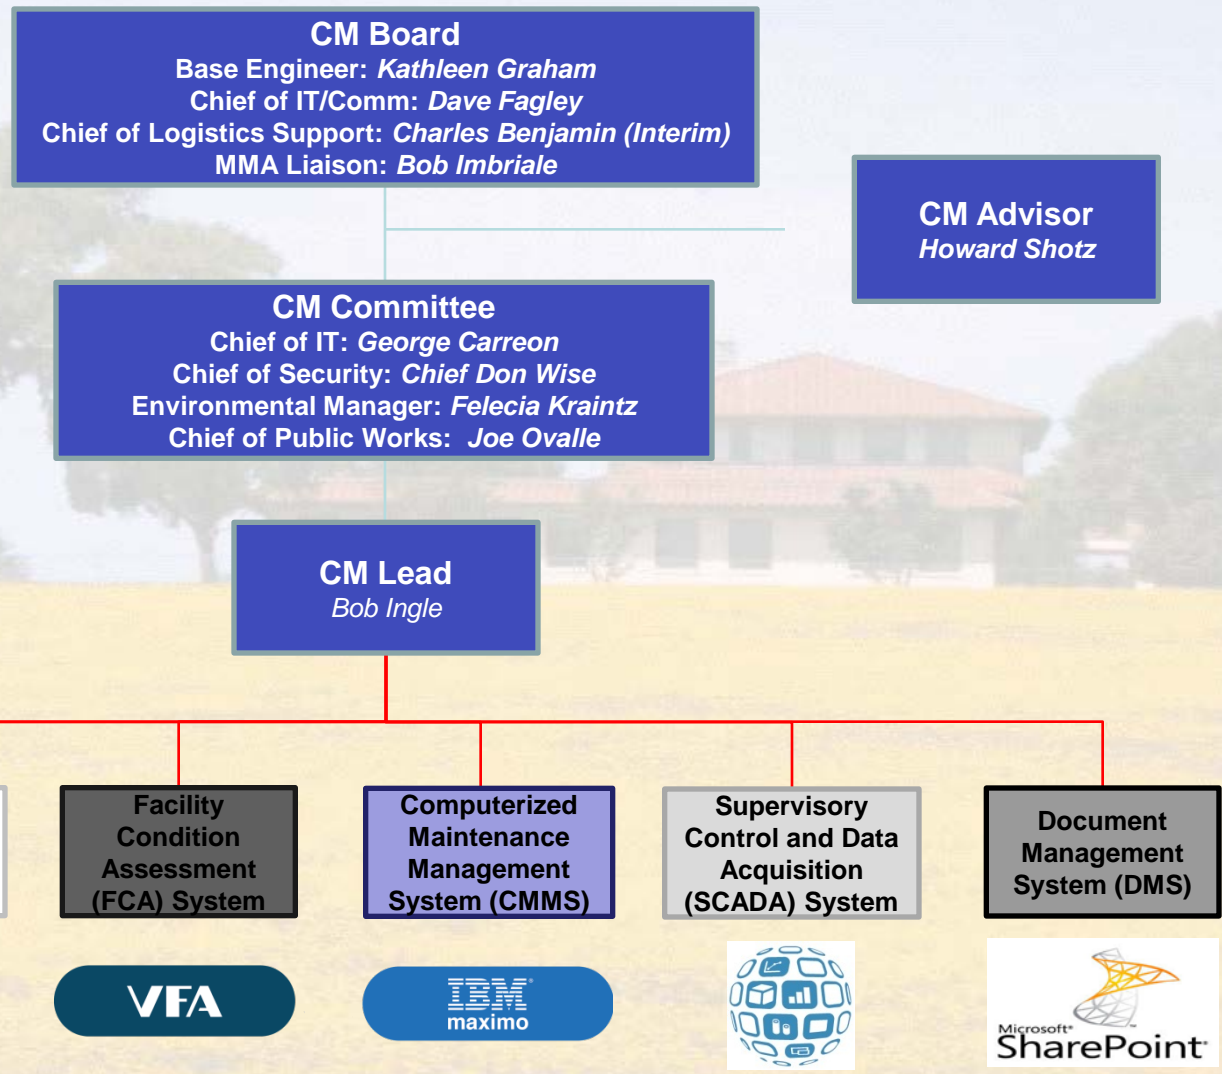 CM Board
Base Engineer: Kathleen Graham
Chief of IT/Comm: Dave Fagley
Chief of Logistics Support: Charles Benjamin (Interim)
MMA Liaison: Bob Imbriale
CM Advisor
Howard Shotz
CM Committee
Chief of IT: George Carreon
Chief of Security: Chief Don Wise
Environmental Manager: Felecia Kraintz
Chief of Public Works: Joe Ovalle
CM Lead
Bob Ingle
Facility
Condition
Assessment
(FCA) System
Computerized
Maintenance
Management
System (CMMS)
Supervisory
Control and Data
Acquisition
(SCADA) System
Document
Management
System (DMS)
VFA
IBM®
maximo
Microsoft®
SharePoint®